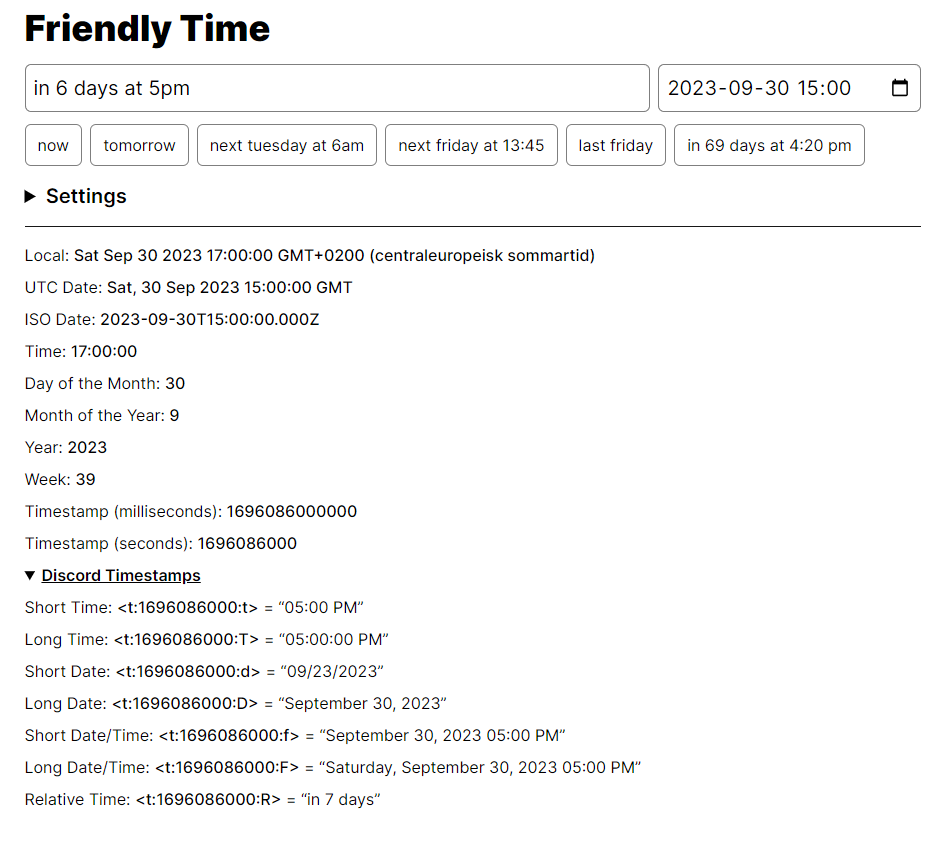 Friendly Time
in 6 days at 5pm 2023-09-30 15:00
now tomorrow next tuesday at 6am next friday at 13:45 last friday in 69 days at 4:20 pm
Settings
Local: Sat Sep 30 2023 17:00:00 GMT+0200 (centraleuropeisk sommartid)
UTC Date: Sat, 30 Sep 2023 15:00:00 GMT
ISO Date: 2023-09-30T15:00:00.000Z
Time: 17:00:00
Day of the Month: 30
Month of the Year: 9
Year: 2023
Week: 39
Timestamp (milliseconds): 1696086000000
Timestamp (seconds): 1696086000
Discord Timestamps
Short Time: <t:1696086000:t> = “05:00 PM”
Long Time: <t:1696086000:T> = “05:00:00 PM”
Short Date: <t:1696086000:d> = “09/23/2023”
Long Date: <t:1696086000:D> = “September 30, 2023”
Short Date/Time: <t:1696086000:f> = “September 30, 2023 05:00 PM”
Long Date/Time: <t:1696086000:F> = “Saturday, September 30, 2023 05:00 PM”
Relative Time: <t:1696086000:R> = “in 7 days”